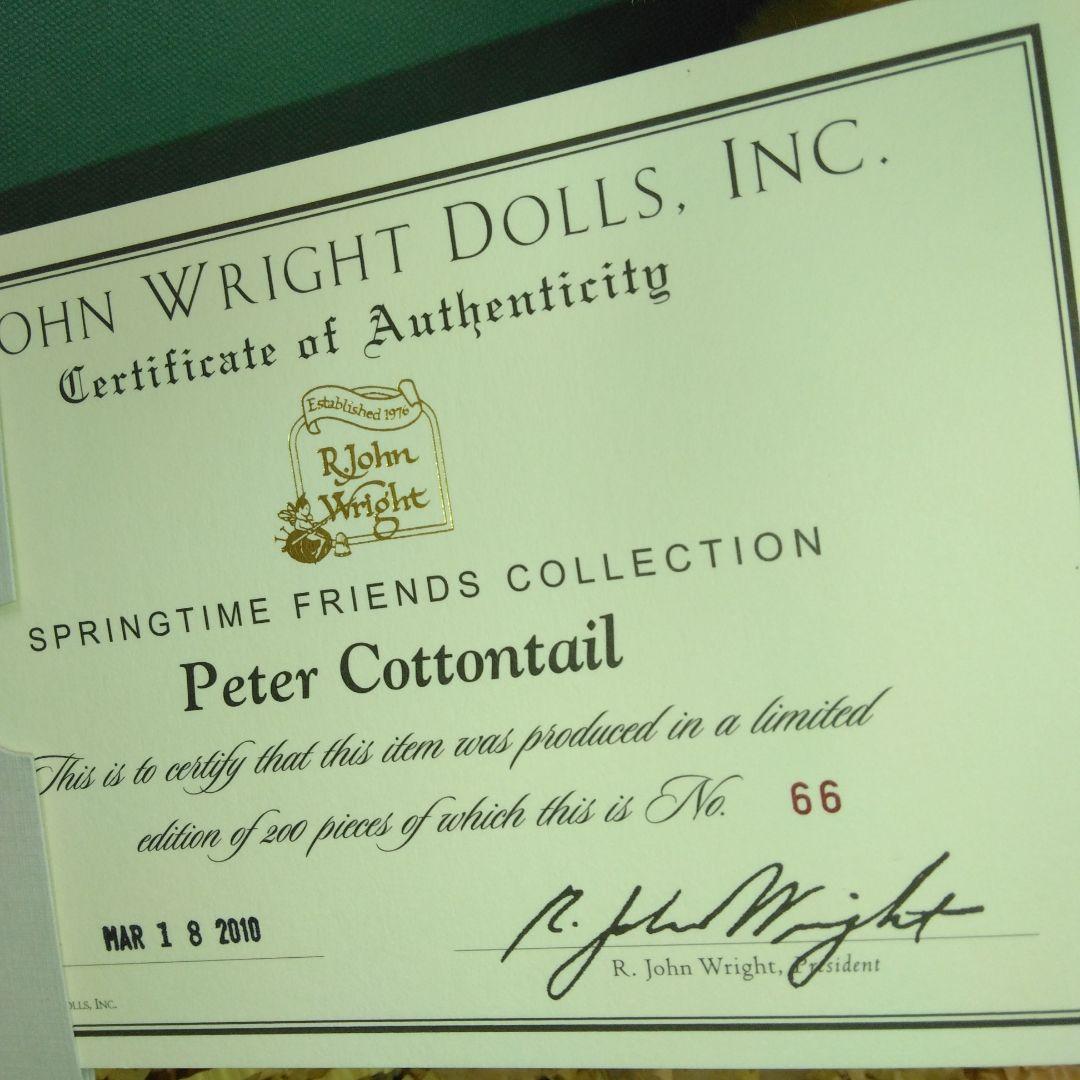 OHN WRIGHT DOLLS, INC.
Certificate of Authenticity
Established 1976
R. John
Wright
SPRINGTIME FRIENDS COLLECTION
Peter Cottontail
This is to certify that this item was produced in a limited
edition of 200 pieces of which this is No. 66
MAR 18 2010
R. John Wright
R. John Wright, President
OLLS, INC.